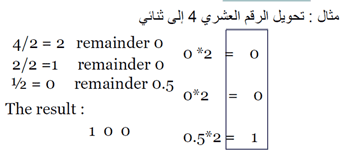 مثال : تحويل الرقم العشري 4 إلى ثنائي
4/2 = 2 remainder 0
2/2 =1 remainder 0
½ = 0 remainder 0.5
The result :
1 0 0
0 *2 = 0
0*2 = 0
0.5*2 = 1